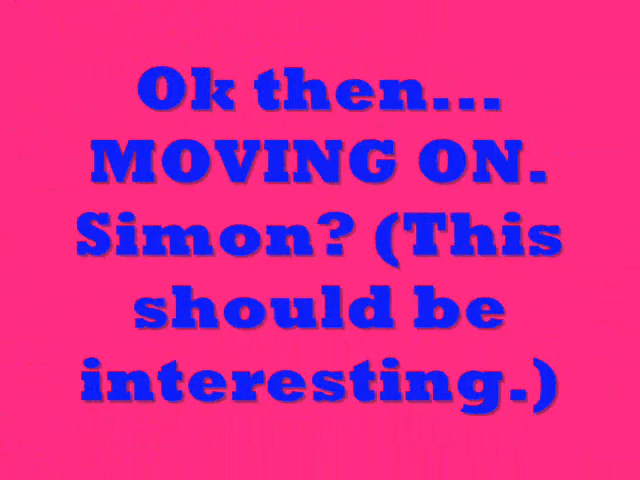 Ok then...
MOVING ON.
Simon? (This
should be
interesting.)